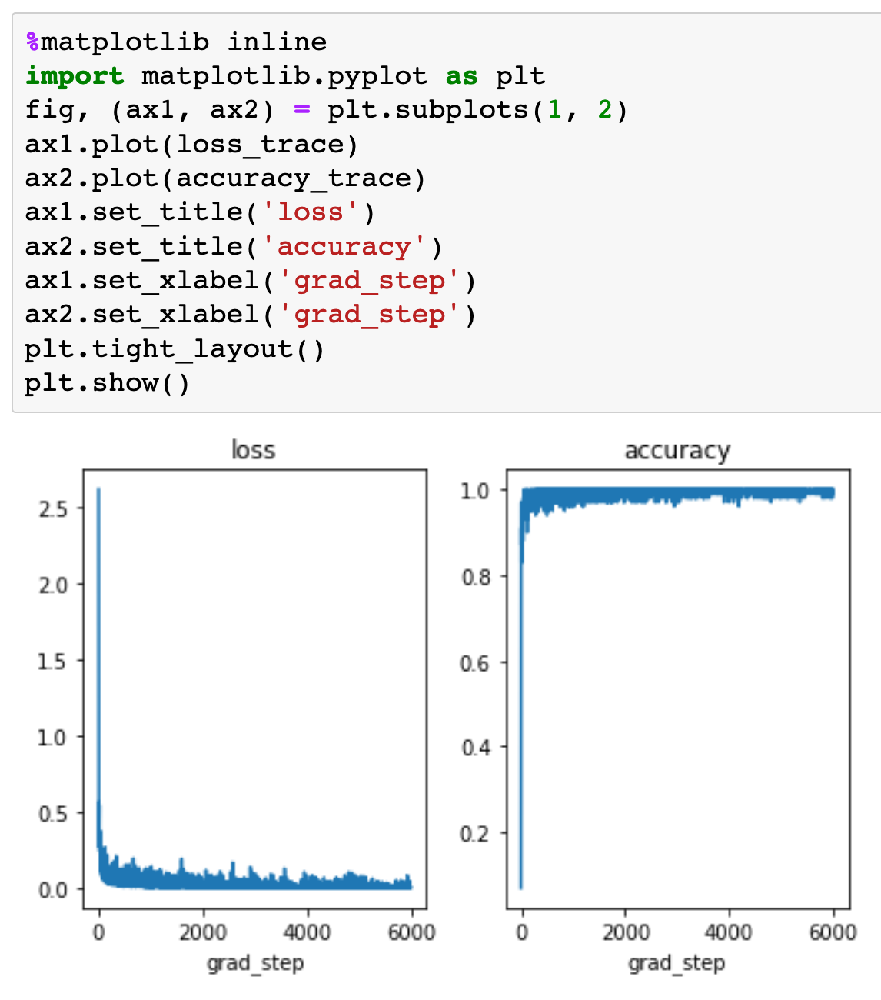 %matplotlib inline
import matplotlib.pyplot as plt
fig, (ax1, ax2) = plt.subplots(1, 2)
ax1.plot(loss_trace)
ax2.plot(accuracy_trace)
ax1.set_title('loss')
ax2.set_title('accuracy')
ax1.set_xlabel('grad_step')
ax2.set_xlabel('grad_step')
plt.tight_layout()
plt.show()
loss
2.5
2.0
1.5
1.0
0.5
0.0
0 2000 4000 6000
grad_step
accuracy
1.0
0.8
0.6
0.4
0.2
0 2000 4000 6000
grad_step